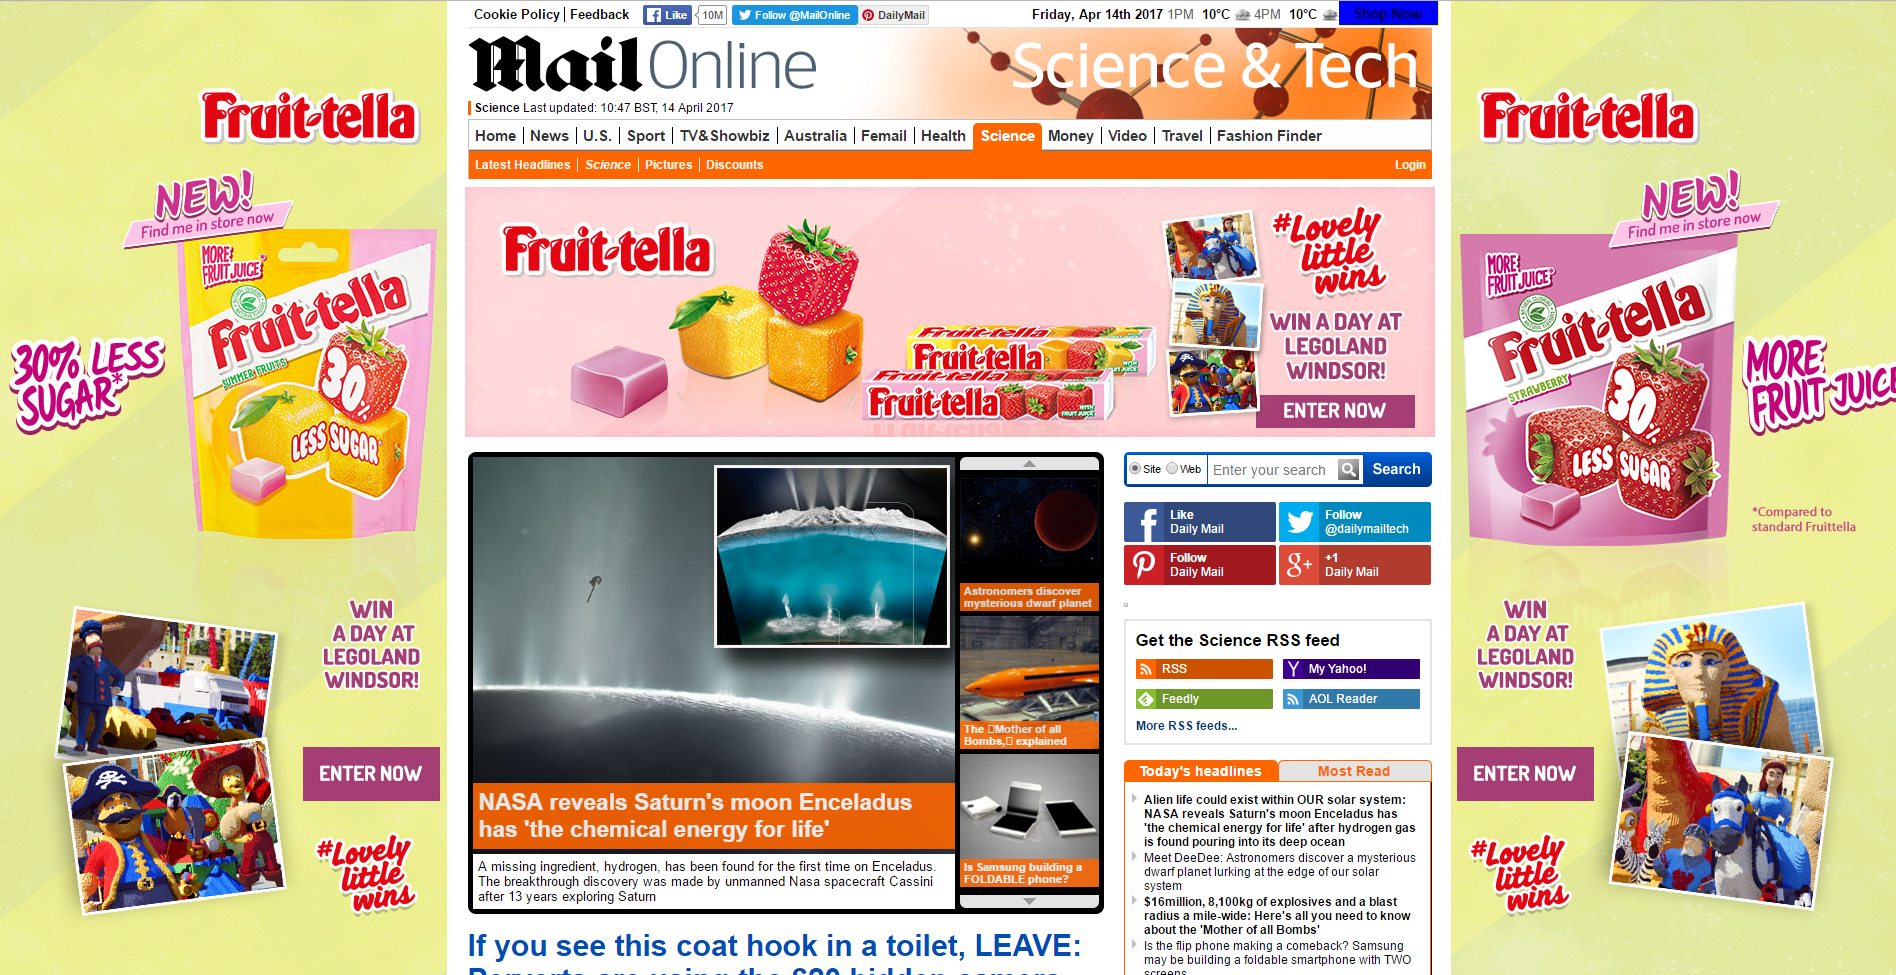 Cookie Policy Feedback Like 10M Follow @MailOnline DailyMail
Friday, Apr 14th 2017 1PM 10°C 4PM 10°C Shop Now
Mail Online
Science & Tech
Science Last updated: 10:47 BST, 14 April 2017
Home News U.S. Sport TV&Showbiz Australia Femail Health Science Money Video Travel Fashion Finder
Latest Headlines Science Pictures Discounts Login
Fruit-tella
NEW!
Find me in store now
MORE
FRUIT JUICE*
Fruit-tella
SUMMER FRUITS
30%
LESS SUGAR*
30% LESS
SUGAR*
WIN
A DAY AT
LEGOLAND
WINDSOR!
ENTER NOW
#Lovely
little
wins
Fruit-tella
Fruit-tella
Fruit-tella
Fruit-tella
WITH
FRUIT JUICE
#Lovely
little
wins
WIN A DAY AT
LEGOLAND
WINDSOR!
ENTER NOW
NASA reveals Saturn's moon Enceladus
has 'the chemical energy for life'
A missing ingredient, hydrogen, has been found for the first time on Enceladus.
The breakthrough discovery was made by unmanned Nasa spacecraft Cassini
after 13 years exploring Saturn
Astronomers discover
mysterious dwarf planet
The Mother of all
Bombs, explained
Is Samsung building a
FOLDABLE phone?
If you see this coat hook in a toilet, LEAVE:
Site Web Enter your search Search
Like
Daily Mail
Follow
@dailymailtech
Follow
Daily Mail
g+ +1
Daily Mail
Get the Science RSS feed
RSS My Yahoo!
Feedly AOL Reader
More RSS feeds...
Today's headlines Most Read
Alien life could exist within OUR solar system:
NASA reveals Saturn's moon Enceladus has
'the chemical energy for life' after hydrogen gas
is found pouring into its deep ocean
Meet DeeDee: Astronomers discover a mysterious
dwarf planet lurking at the edge of our solar
system
$16million, 8,100kg of explosives and a blast
radius a mile-wide: Here's all you need to know
about the 'Mother of all Bombs'
Is the flip phone making a comeback? Samsung
may be building a foldable smartphone with TWO
screens
Fruit-tella
NEW!
Find me in store now
MORE
FRUIT JUICE*
Fruit-tella
STRAWBERRY
30%
LESS SUGAR
MORE
FRUIT JUICE
*Compared to
standard Fruittella
WIN
A DAY AT
LEGOLAND
WINDSOR!
ENTER NOW
#Lovely
little
wins